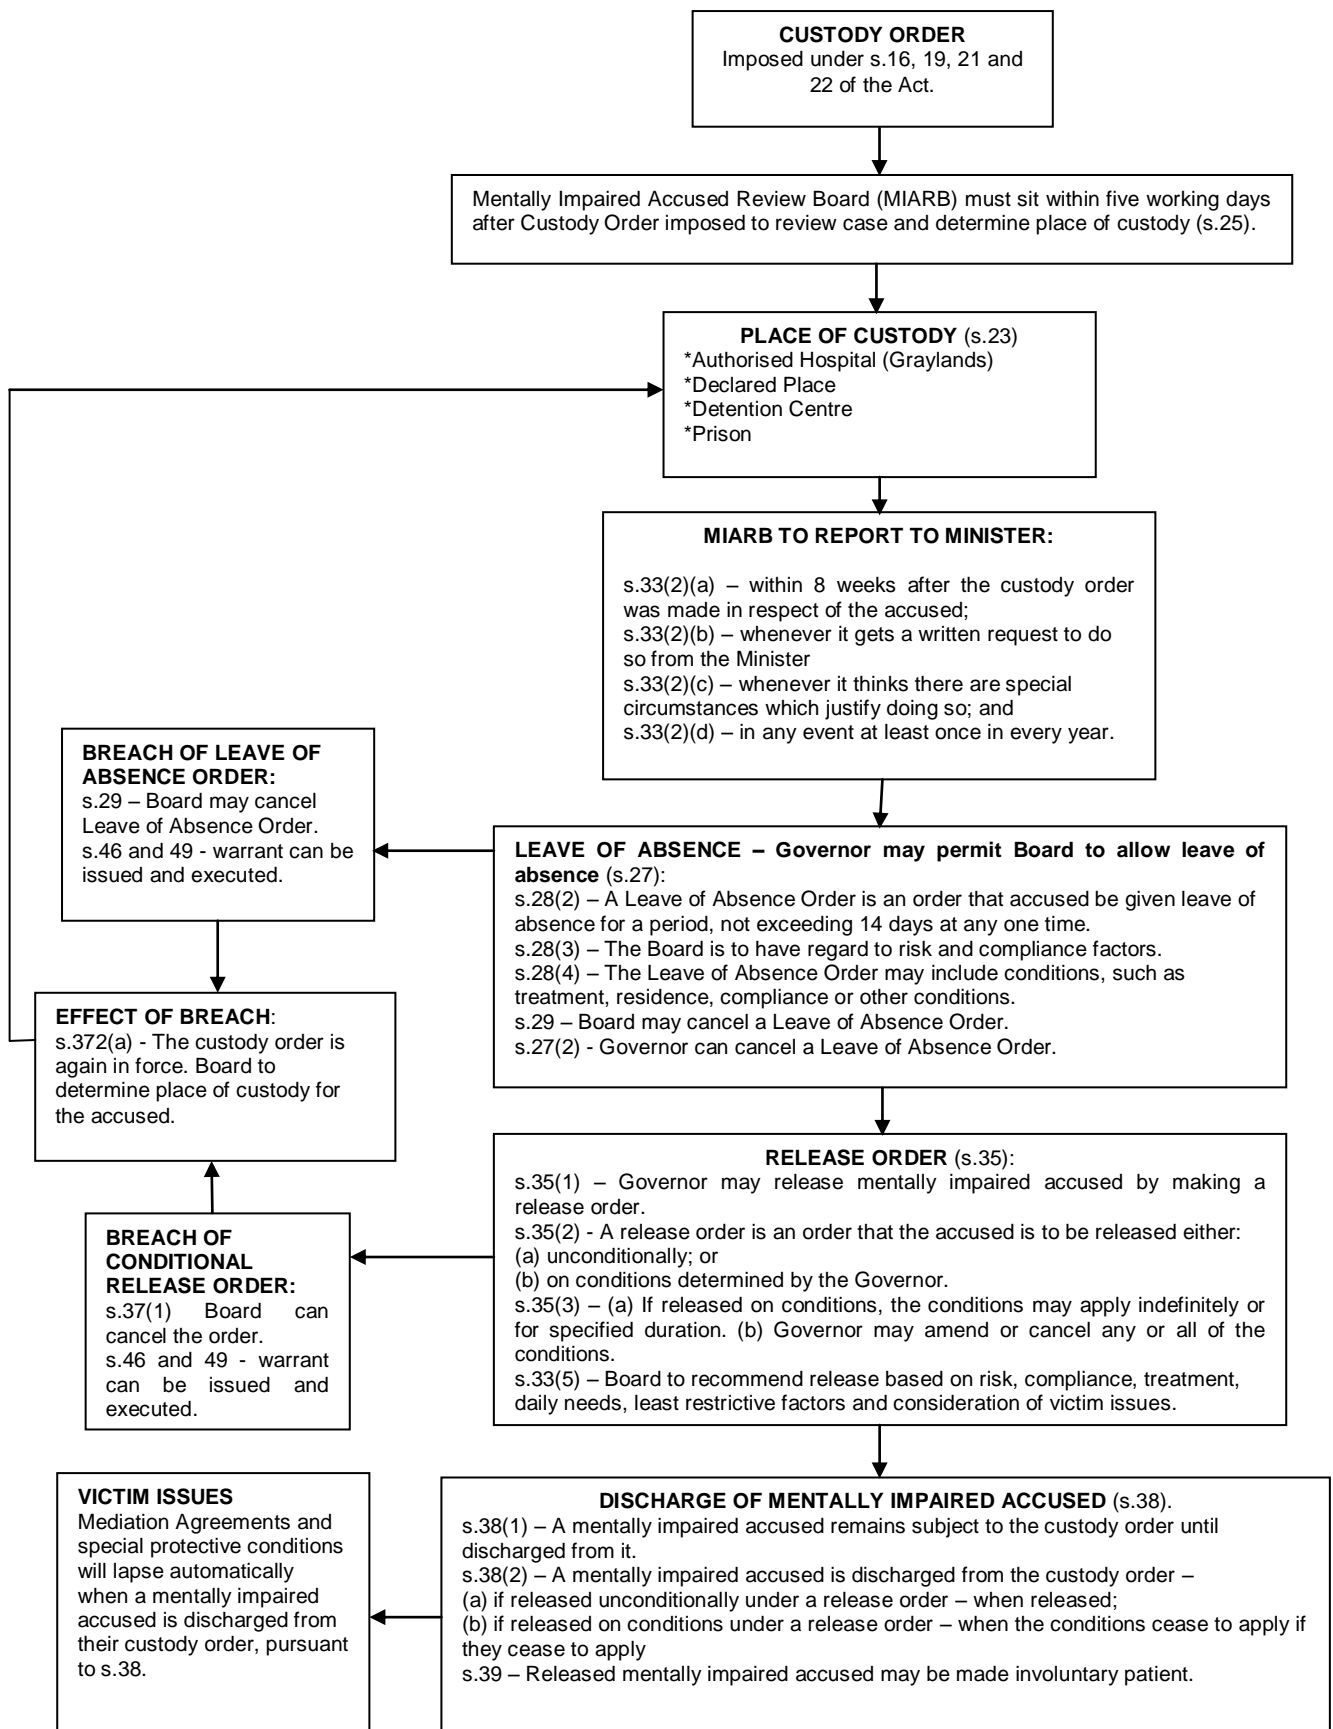 CUSTODY ORDER
Imposed under s.16, 19, 21 and
22 of the Act.
Mentally Impaired Accused Review Board (MIARB) must sit within five working days
after Custody Order imposed to review case and determine place of custody (s.25).
PLACE OF CUSTODY (s.23)
*Authorised Hospital (Graylands)
*Declared Place
*Detention Centre
*Prison
MIARB TO REPORT TO MINISTER:
s.33(2)(a) – within 8 weeks after the custody order
was made in respect of the accused;
s.33(2)(b) – whenever it gets a written request to do
so from the Minister
s.33(2)(c) – whenever it thinks there are special
circumstances which justify doing so; and
s.33(2)(d) – in any event at least once in every year.
BREACH OF LEAVE OF
ABSENCE ORDER:
s.29 – Board may cancel
Leave of Absence Order.
s.46 and 49 - warrant can be
issued and executed.
LEAVE OF ABSENCE – Governor may permit Board to allow leave of
absence (s.27):
s.28(2) – A Leave of Absence Order is an order that accused be given leave of
absence for a period, not exceeding 14 days at any one time.
s.28(3) – The Board is to have regard to risk and compliance factors.
s.28(4) – The Leave of Absence Order may include conditions, such as
treatment, residence, compliance or other conditions.
s.29 – Board may cancel a Leave of Absence Order.
s.27(2) - Governor can cancel a Leave of Absence Order.
EFFECT OF BREACH:
s.372(a) - The custody order is
again in force. Board to
determine place of custody for
the accused.
RELEASE ORDER (s.35):
s.35(1) – Governor may release mentally impaired accused by making a
release order.
s.35(2) - A release order is an order that the accused is to be released either:
(a) unconditionally; or
(b) on conditions determined by the Governor.
s.35(3) – (a) If released on conditions, the conditions may apply indefinitely or
for specified duration. (b) Governor may amend or cancel any or all of the
conditions.
s.33(5) – Board to recommend release based on risk, compliance, treatment,
daily needs, least restrictive factors and consideration of victim issues.
BREACH OF
CONDITIONAL
RELEASE ORDER:
s.37(1) Board can
cancel the order.
s.46 and 49 - warrant
can be issued and
executed.
DISCHARGE OF MENTALLY IMPAIRED ACCUSED (s.38).
s.38(1) – A mentally impaired accused remains subject to the custody order until
discharged from it.
s.38(2) – A mentally impaired accused is discharged from the custody order –
(a) if released unconditionally under a release order – when released;
(b) if released on conditions under a release order – when the conditions cease to apply if
they cease to apply
s.39 – Released mentally impaired accused may be made involuntary patient.
VICTIM ISSUES
Mediation Agreements and
special protective conditions
will lapse automatically
when a mentally impaired
accused is discharged from
their custody order, pursuant
to s.38.